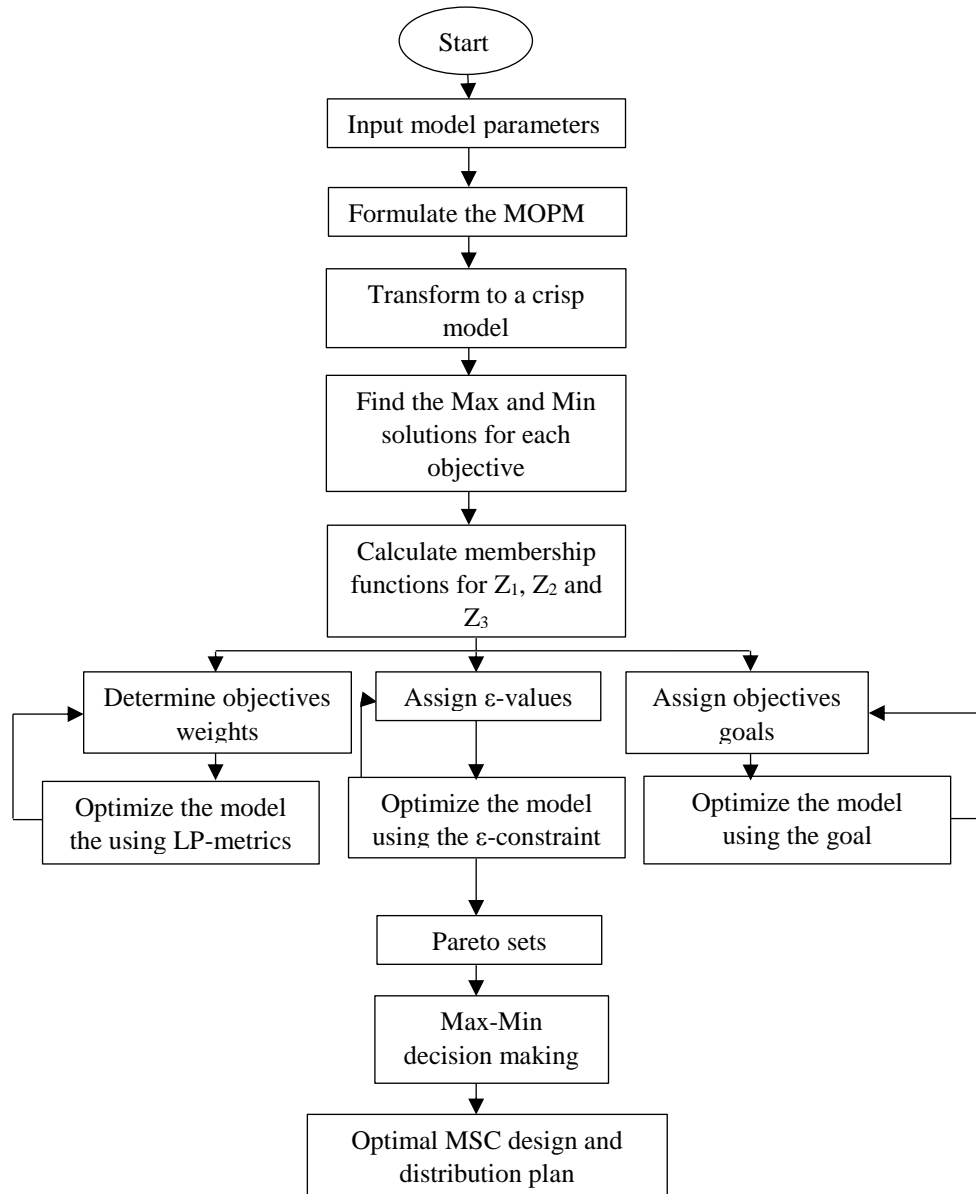 Start
Input model parameters
Formulate the MOPM
Transform to a crisp
model
Find the Max and Min
solutions for each
objective
Calculate membership
functions for Z₁, Z₂ and
Z₃
Determine objectives
weights
Assign ε-values
Assign objectives
goals
Optimize the model
the using LP-metrics
Optimize the model
using the ε-constraint
Optimize the model
using the goal
Pareto sets
Max-Min
decision making
Optimal MSC design and
distribution plan